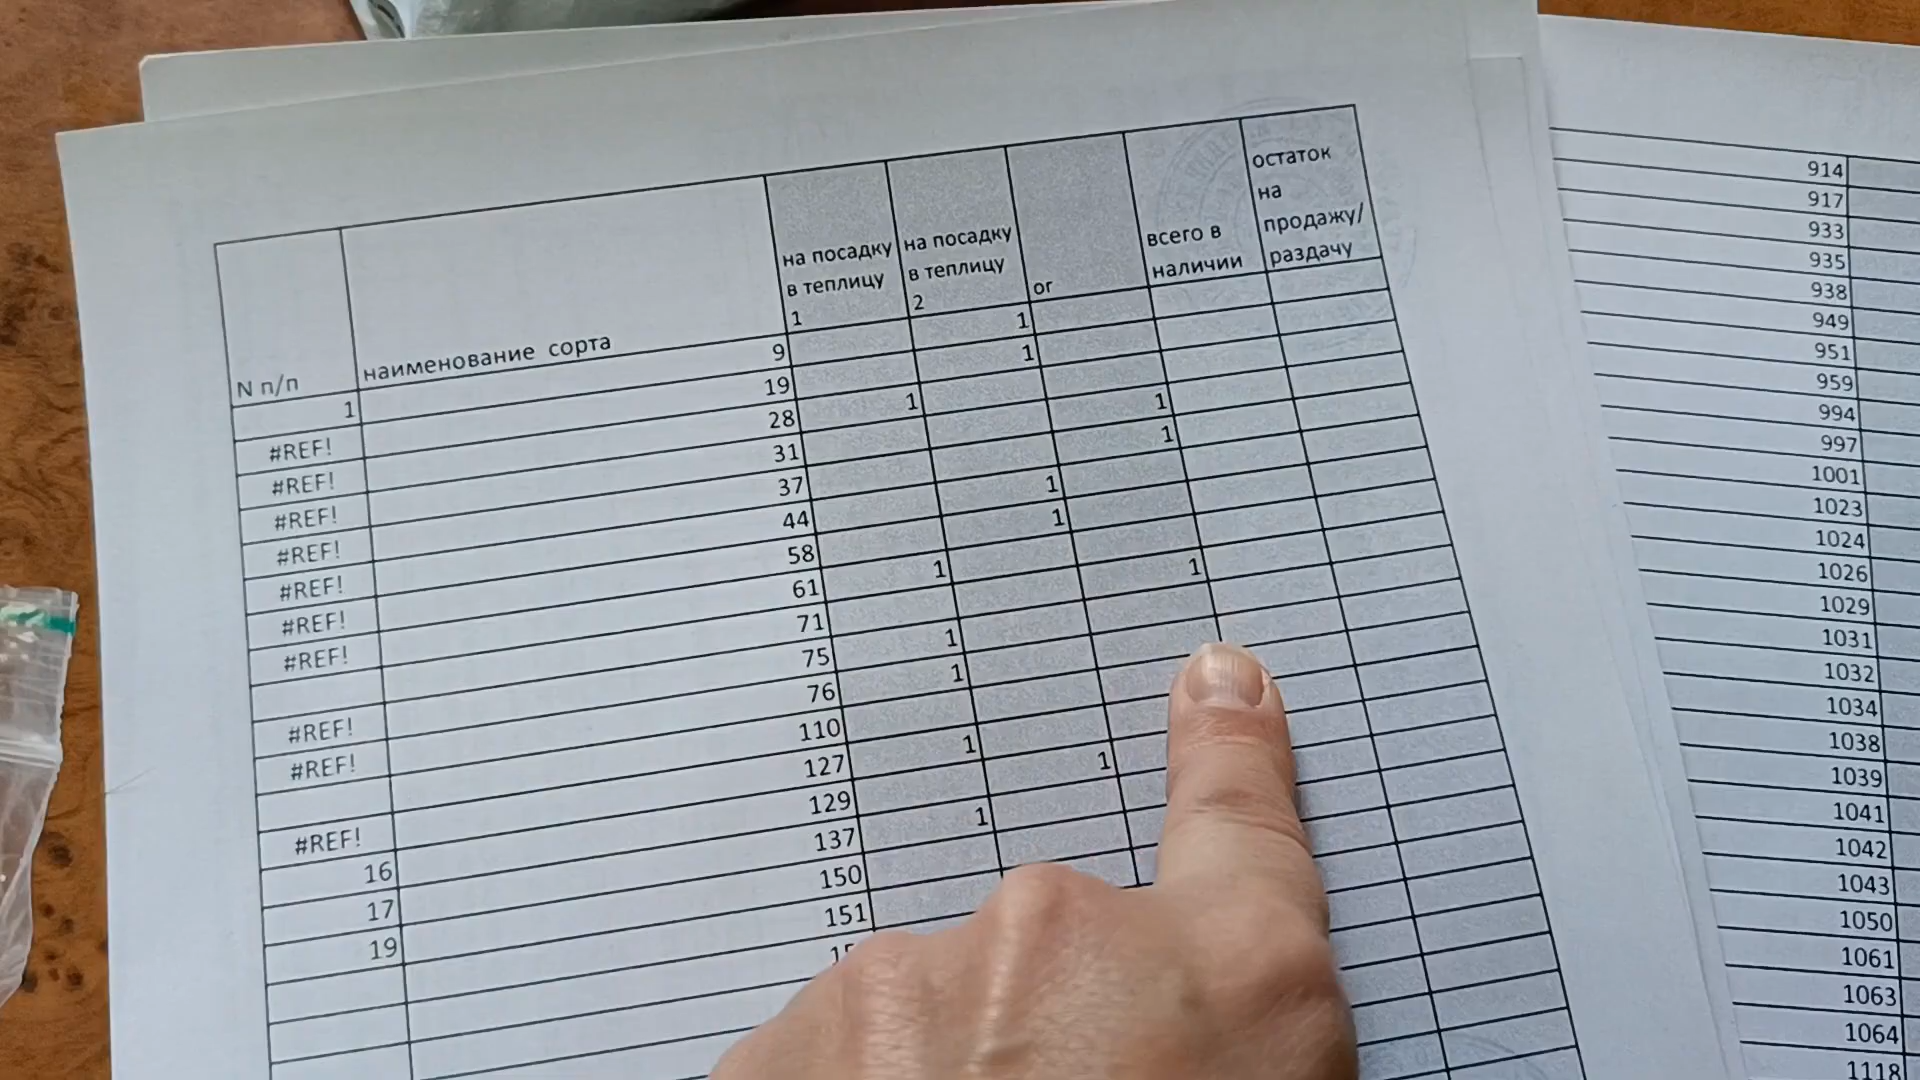 N п/п
наименование сорта
на посадку
в теплицу
1
на посадку
в теплицу
2
ог
всего в
наличии
остаток
на
продажу/
раздачу
1 9 1
#REF! 19 1
#REF! 28 1
#REF! 31 1
#REF! 37 1
#REF! 44 1
#REF! 58 1
#REF! 61 1
71 1
#REF! 75 1
#REF! 76 1
110
#REF! 127 1
16 129 1
17 137 1
19 150
151
914
917
933
935
938
949
951
959
994
997
1001
1023
1024
1026
1029
1031
1032
1034
1038
1039
1041
1042
1043
1050
1061
1063
1064
1118